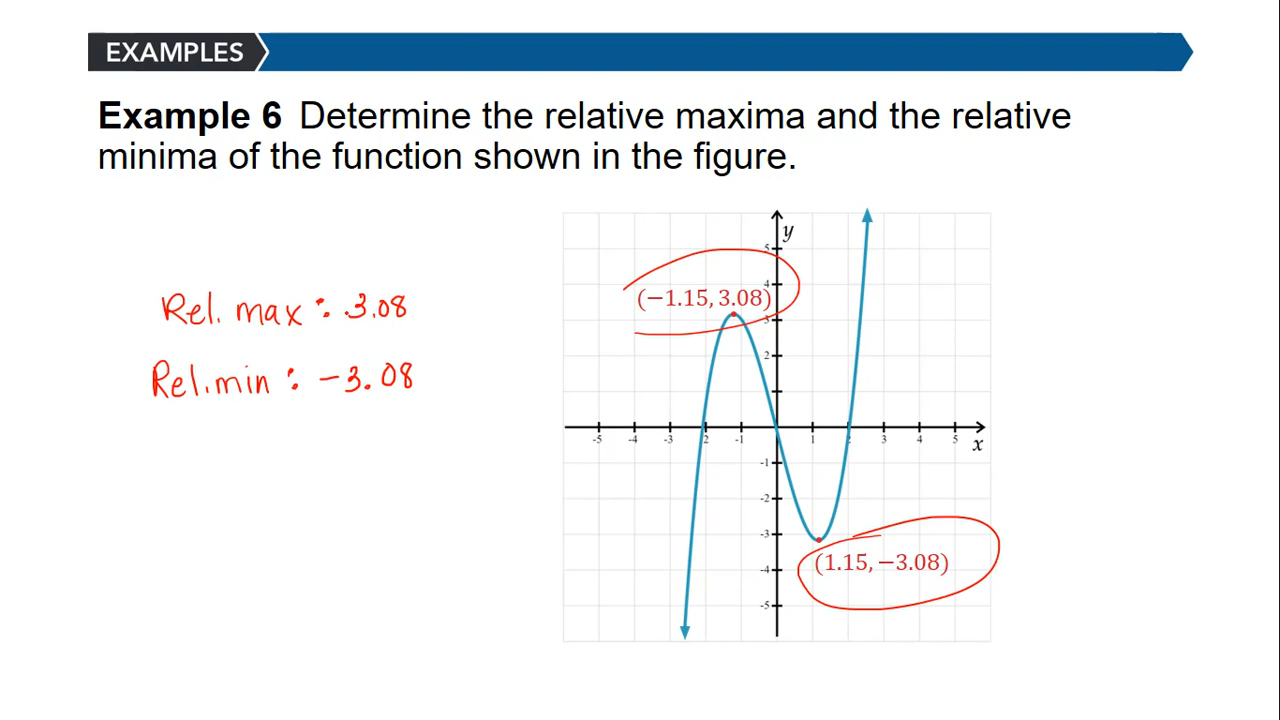 EXAMPLES
Example 6 Determine the relative maxima and the relative
minima of the function shown in the figure.
Rel. max : 3.08
Rel. min : -3.08
y
5
4
(−1.15, 3.08)
3
2
-5 -4 -3 2 -1 1 2 3 4 5 x
-1
-2
-3
(1.15, −3.08)
-4
-5